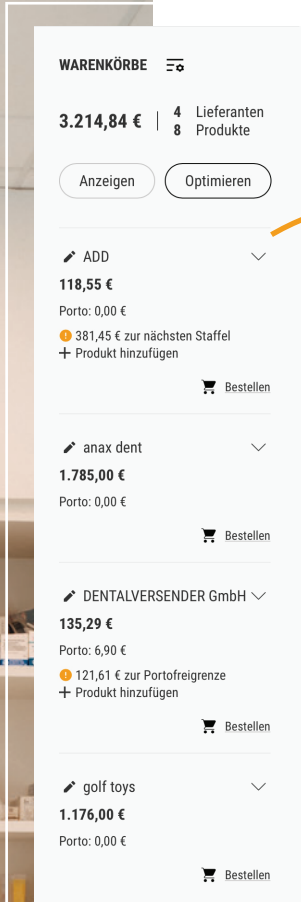 WARENKÖRBE
3.214,84 €
4 Lieferanten
8 Produkte
Anzeigen
Optimieren
ADD
118,55 €
Porto: 0,00 €
381,45 € zur nächsten Staffel
Produkt hinzufügen
Bestellen
anax dent
1.785,00 €
Porto: 0,00 €
Bestellen
DENTALVERSENDER GmbH
135,29 €
Porto: 6,90 €
121,61 € zur Portofreigrenze
Produkt hinzufügen
Bestellen
golf toys
1.176,00 €
Porto: 0,00 €
Bestellen